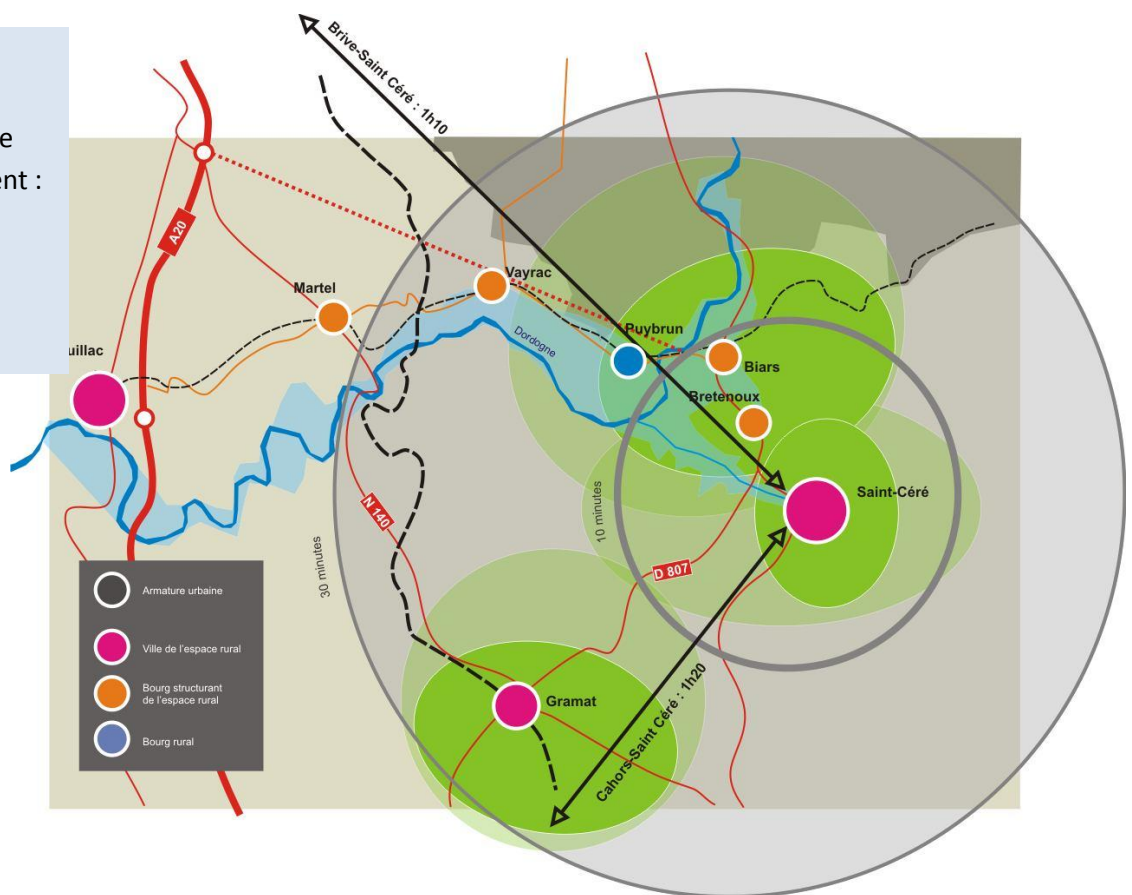 e
ent :
Brive-Saint Céré : 1h10
A20
Martel
Vayrac
Dordogne
Puybrun
Biars
Bretenoux
uillac
Saint-Céré
N 140
10 minutes
30 minutes
D 807
Gramat
Cahors-Saint Céré : 1h20
Armature urbaine
Ville de l'espace rural
Bourg structurant
de l'espace rural
Bourg rural